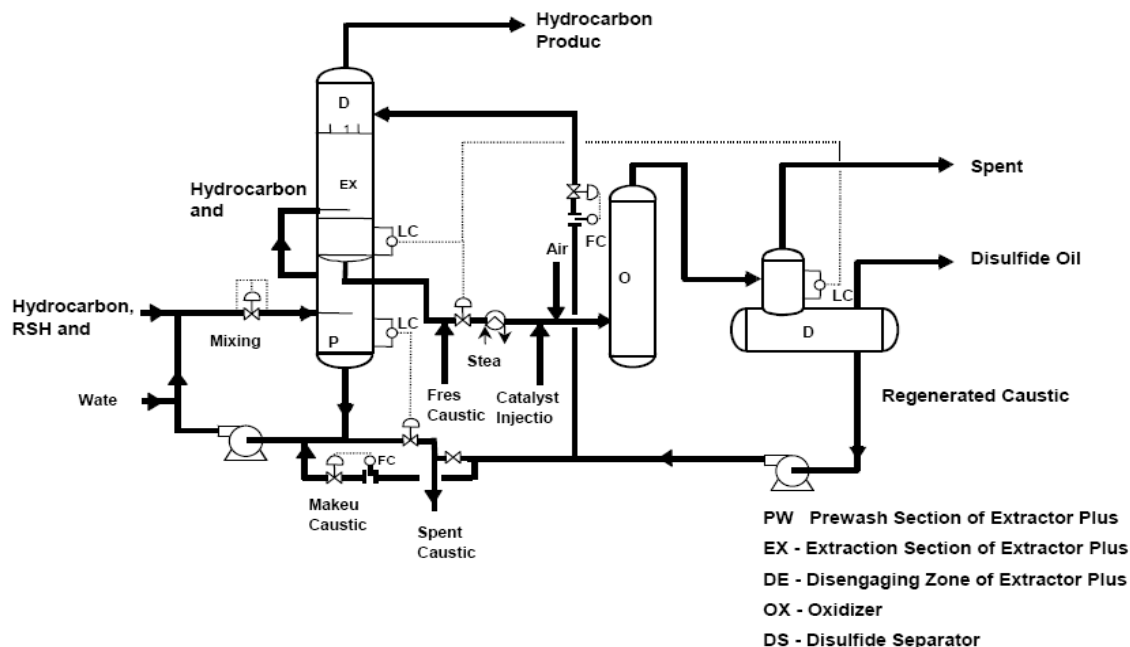 Hydrocarbon
Produc
D
1
EX
Hydrocarbon
and
LC
FC
Air
O
Spent
Disulfide Oil
LC
D
Hydrocarbon,
RSH and
Mixing
LC
P
Stea
Wate
Fres
Caustic
Catalyst
Injectio
Regenerated Caustic
FC
Makeu
Caustic
Spent
Caustic
PW Prewash Section of Extractor Plus
EX - Extraction Section of Extractor Plus
DE - Disengaging Zone of Extractor Plus
OX - Oxidizer
DS - Disulfide Separator